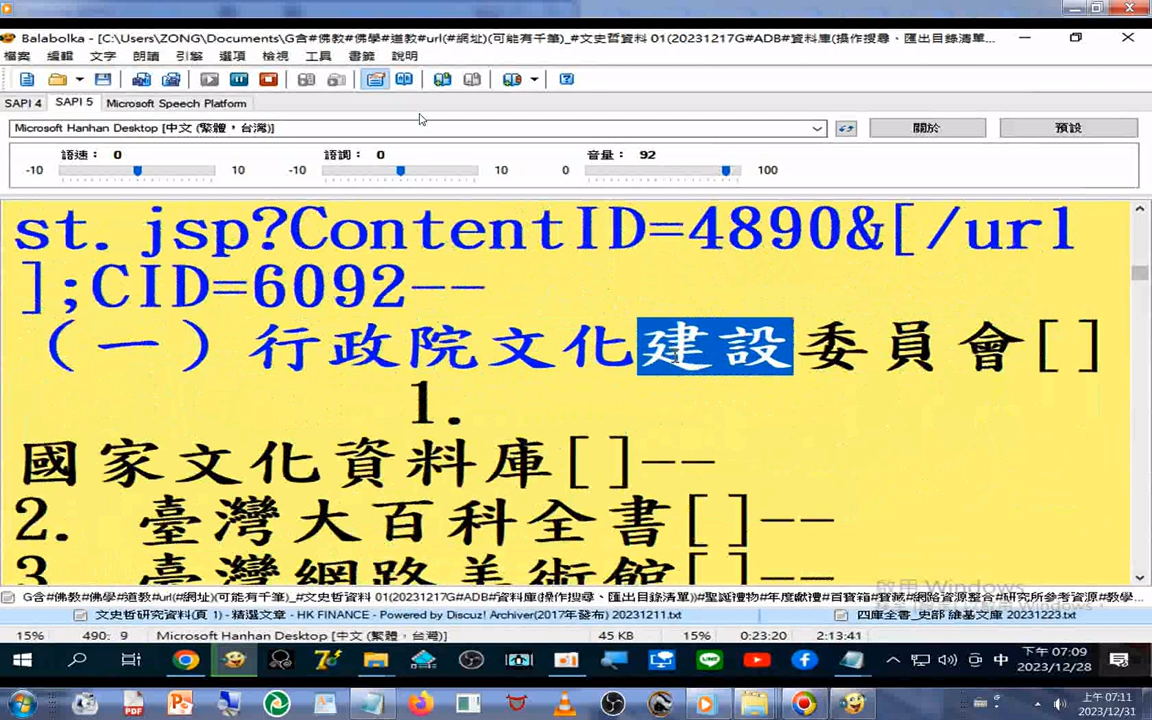 Balabolka - [C:\Users\ZONG\Documents\G含#佛教#佛學#道教#url(#網址)(可能有千筆)_#文史哲資料 01(20231217G#ADB#資料庫(操作搜尋、匯出目錄清單...
檔案 編輯 文字 朗讀 引擎 選項 檢視 工具 書籤 說明
SAPI 4 SAPI 5 Microsoft Speech Platform
Microsoft Hanhan Desktop [中文 (繁體，台灣)] 關於 預設
語速： 0 語調： 0 音量： 92
-10 10 -10 10 0 100
st. jsp?ContentID=4890&[/url
];CID=6092--
（一）行政院文化建設委員會[]
1.
國家文化資料庫[]--
2. 臺灣大百科全書[]--
3. 臺灣網路美術館[]--
啟用 Windows
G含#佛教#佛學#道教#url(#網址)(可能有千筆)_#文史哲資料 01(20231217G#ADB#資料庫(操作搜尋、匯出目錄清單))#聖誕禮物#年度獻禮#百寶箱#寶藏#網路資源整合#研究所參考資源#教學...
文史哲研究資料(頁 1) - 精選文章 - HK FINANCE - Powered by Discuz! Archiver(2017年發布) 20231211.txt 四庫全書_史部 維基文庫 20231223.txt
15% 490: 9 Microsoft Hanhan Desktop [中文 (繁體，台灣)] 45 KB 15% 0:23:20 2:13:41
中 下午 07:09
2023/12/28
上午 07:11
2023/12/31